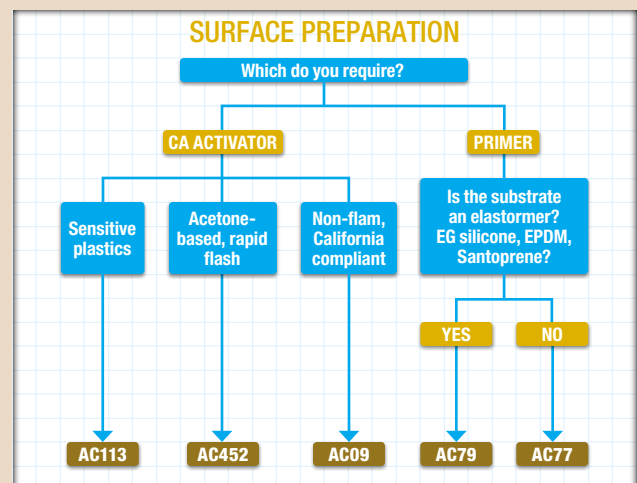 SURFACE PREPARATION
Which do you require?
CA ACTIVATOR
PRIMER
Sensitive
plastics
Acetone-
based, rapid
flash
Non-flam,
California
compliant
Is the substrate
an elastormer?
EG silicone, EPDM,
Santoprene?
YES
NO
AC113
AC452
AC09
AC79
AC77